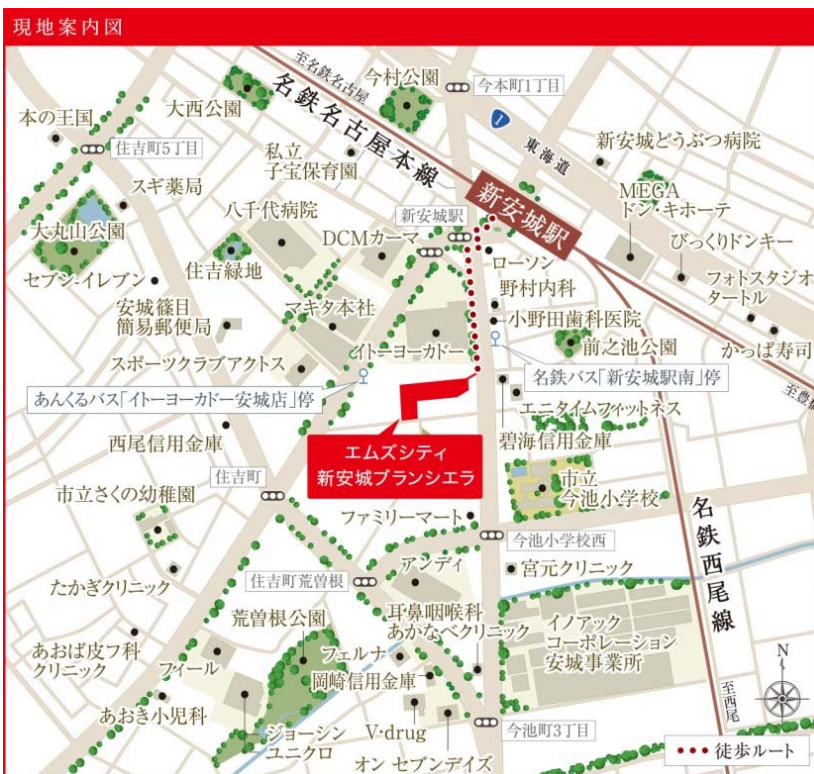 現地案内図
至名鉄名古屋
名鉄名古屋本線
今村公園
今本町1丁目
大西公園
1
東海道
本の王国
住吉町5丁目
私立
子宝保育園
新安城どうぶつ病院
スギ薬局
新安城駅
MEGA
ドン・キホーテ
八千代病院
新安城駅
大丸山公園
DCMカーマ
びっくりドンキー
ローソン
セブン-イレブン
住吉緑地
野村内科
フォトスタジオ
タートル
安城篠目
簡易郵便局
マキタ本社
小野田歯科医院
イトーヨーカドー
前之池公園
かっぱ寿司
スポーツクラブアクトス
名鉄バス「新安城駅南」停
至豊橋
あんくるバス「イトーヨーカドー安城店」停
エニタイムフィットネス
西尾信用金庫
エムズシティ
新安城ブランシエラ
碧海信用金庫
住吉町
市立さくの幼稚園
市立
今池小学校
名鉄西尾線
ファミリーマート
今池小学校西
たかぎクリニック
住吉町荒曽根
アンディ
宮元クリニック
荒曽根公園
耳鼻咽喉科
あかなべクリニック
イノアック
コーポレーション
安城事業所
あおば皮フ科
クリニック
フィール
フェルナ
岡崎信用金庫
N
至西尾
あおき小児科
ジョーシン
ユニクロ
V・drug
オン セブンデイズ
今池町3丁目
徒歩ルート